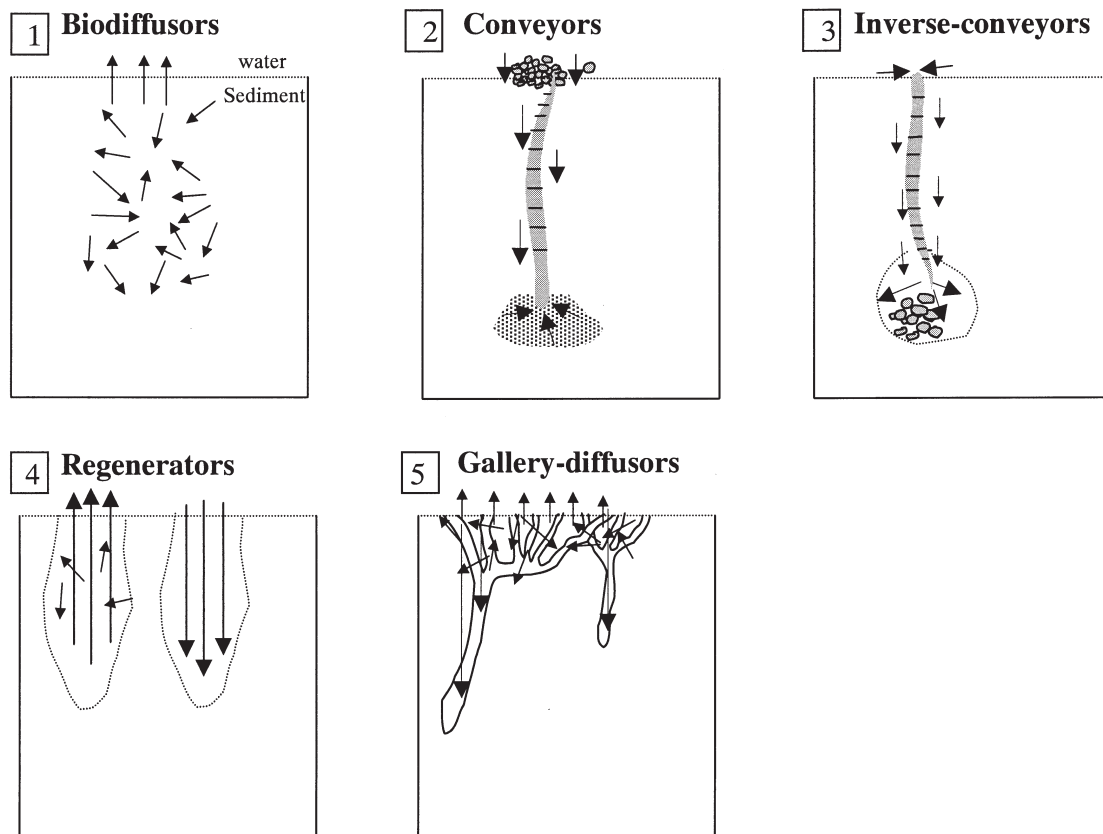 1 Biodiffusors
water
Sediment
2 Conveyors
3 Inverse-conveyors
4 Regenerators
5 Gallery-diffusors